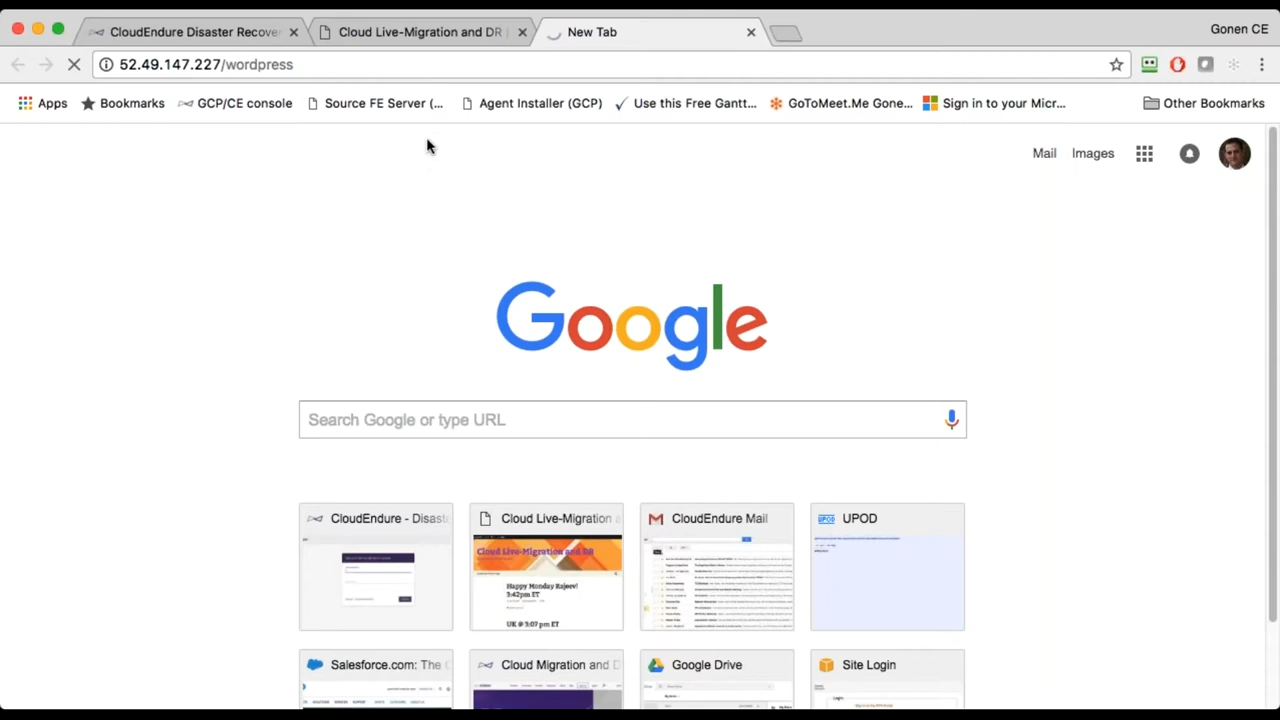 CloudEndure Disaster Recove
Cloud Live-Migration and DR
New Tab
Gonen CE
52.49.147.227/wordpress
Apps
Bookmarks
GCP/CE console
Source FE Server (...
Agent Installer (GCP)
Use this Free Gantt...
GoToMeet.Me Gone...
Sign in to your Micr...
Other Bookmarks
Mail
Images
Google
Search Google or type URL
CloudEndure - Disast
Cloud Live-Migration a
CloudEndure Mail
UPOD
UPOD
Cloud Live-Migration and DR
Happy Monday Rajeev!
3:42pm ET
UK @ 3:07 pm ET
Salesforce.com: The C
Cloud Migration and D
Google Drive
Site Login